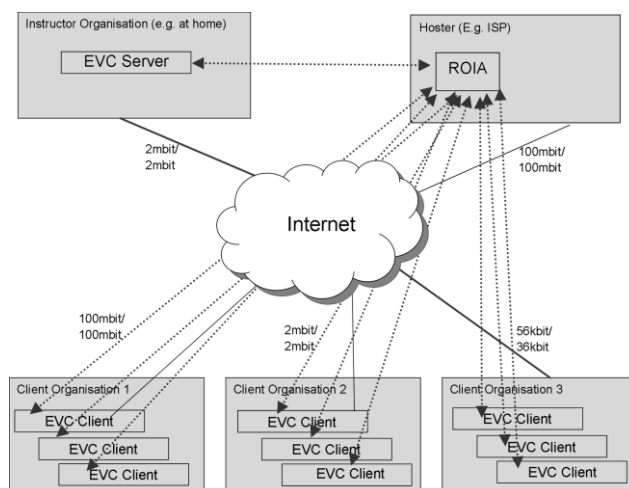 Instructor Organisation (e.g. at home)
EVC Server
Hoster (E.g. ISP)
ROIA
2mbit/
2mbit
100mbit/
100mbit
Internet
100mbit/
100mbit
2mbit/
2mbit
56kbit/
36kbit
Client Organisation 1
EVC Client
EVC Client
EVC Client
Client Organisation 2
EVC Client
EVC Client
EVC Client
Client Organisation 3
EVC Client
EVC Client
EVC Client